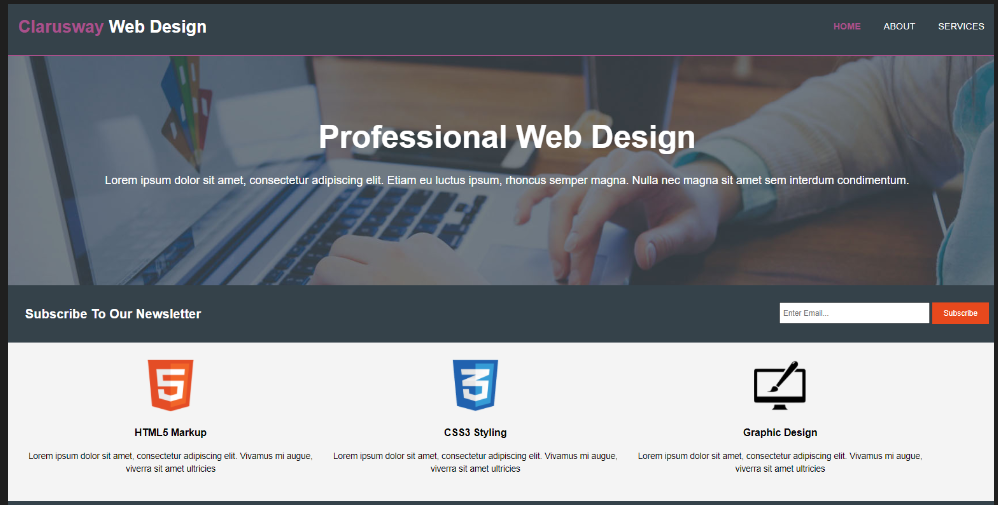 Clarusway Web Design
HOME ABOUT SERVICES
Professional Web Design
Lorem ipsum dolor sit amet, consectetur adipiscing elit. Etiam eu luctus ipsum, rhoncus semper magna. Nulla nec magna sit amet sem interdum condimentum.
Subscribe To Our Newsletter
Enter Email...
Subscribe
5
3
HTML5 Markup
Lorem ipsum dolor sit amet, consectetur adipiscing elit. Vivamus mi augue,
viverra sit amet ultricies
CSS3 Styling
Lorem ipsum dolor sit amet, consectetur adipiscing elit. Vivamus mi augue,
viverra sit amet ultricies
Graphic Design
Lorem ipsum dolor sit amet, consectetur adipiscing elit. Vivamus mi augue,
viverra sit amet ultricies